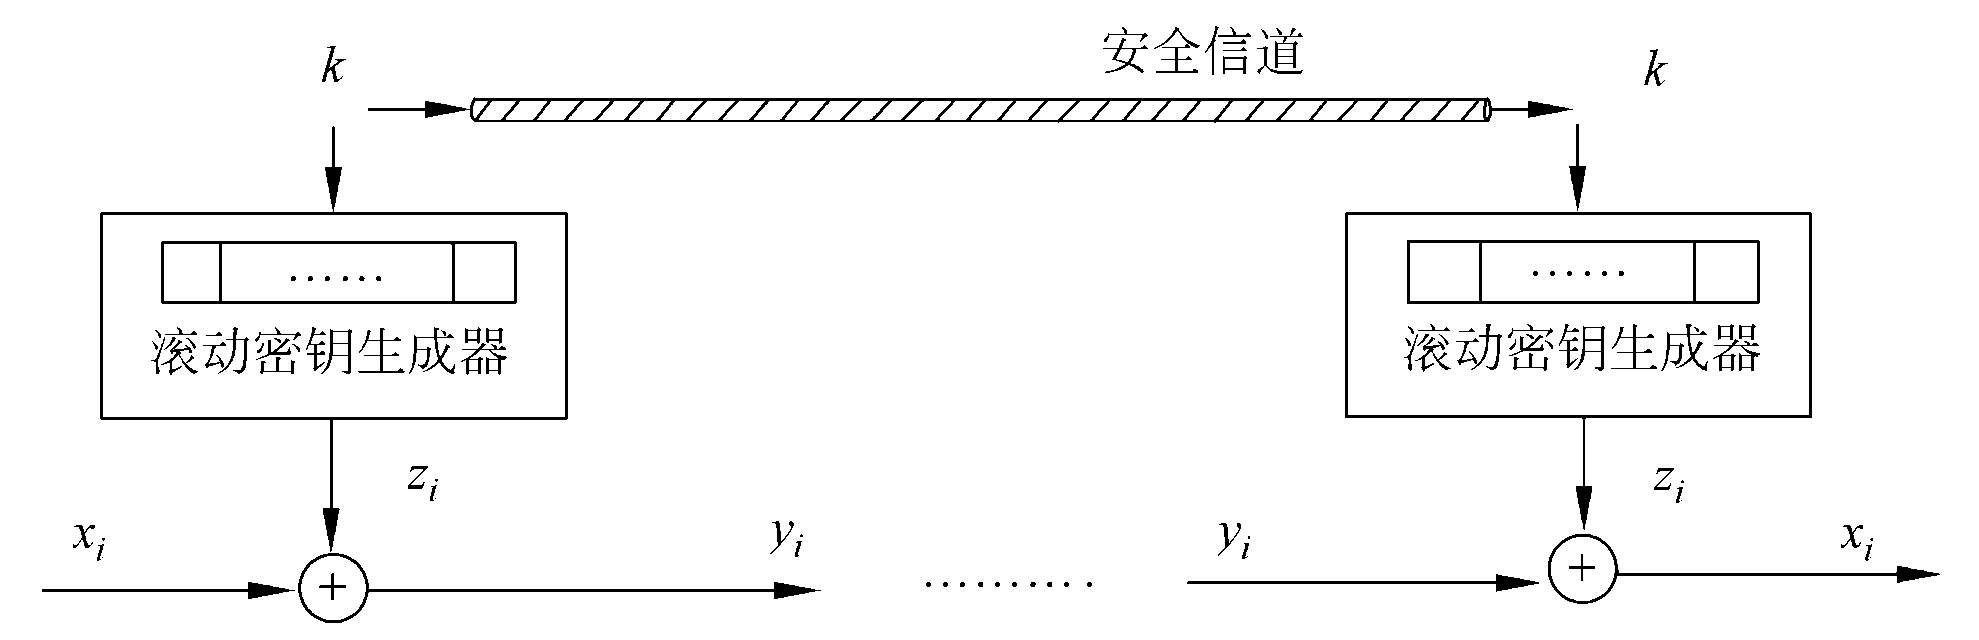 安全信道
k
k
……
……
滚动密钥生成器
滚动密钥生成器
z_i
z_i
x_i
y_i
y_i
x_i
+
+
……….